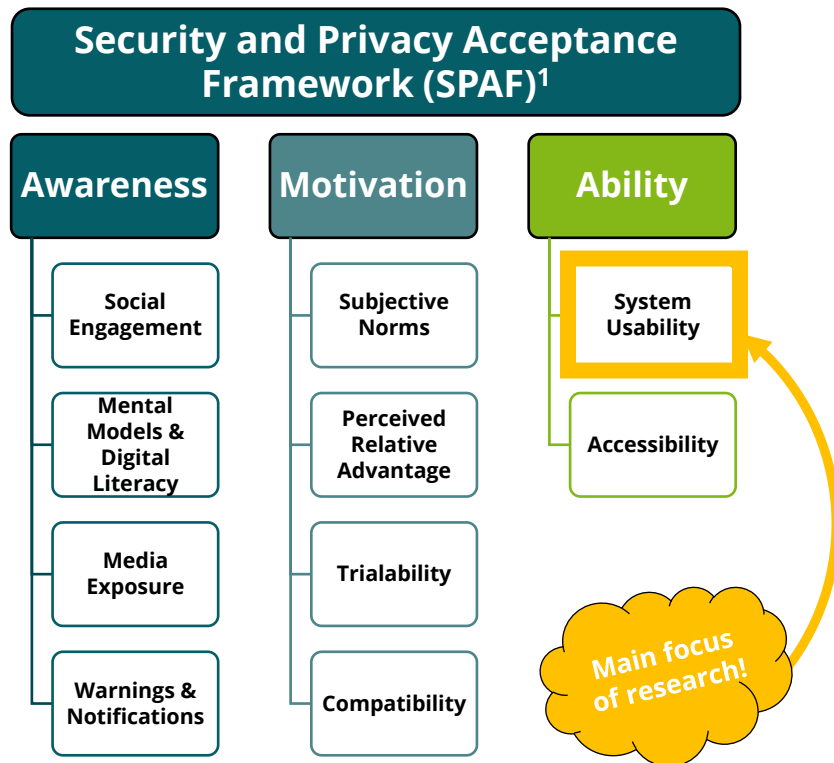 Security and Privacy Acceptance
Framework (SPAF)¹
Awareness
Social
Engagement
Mental
Models &
Digital
Literacy
Media
Exposure
Warnings &
Notifications
Motivation
Subjective
Norms
Perceived
Relative
Advantage
Trialability
Compatibility
Ability
System
Usability
Accessibility
Main focus
of research!